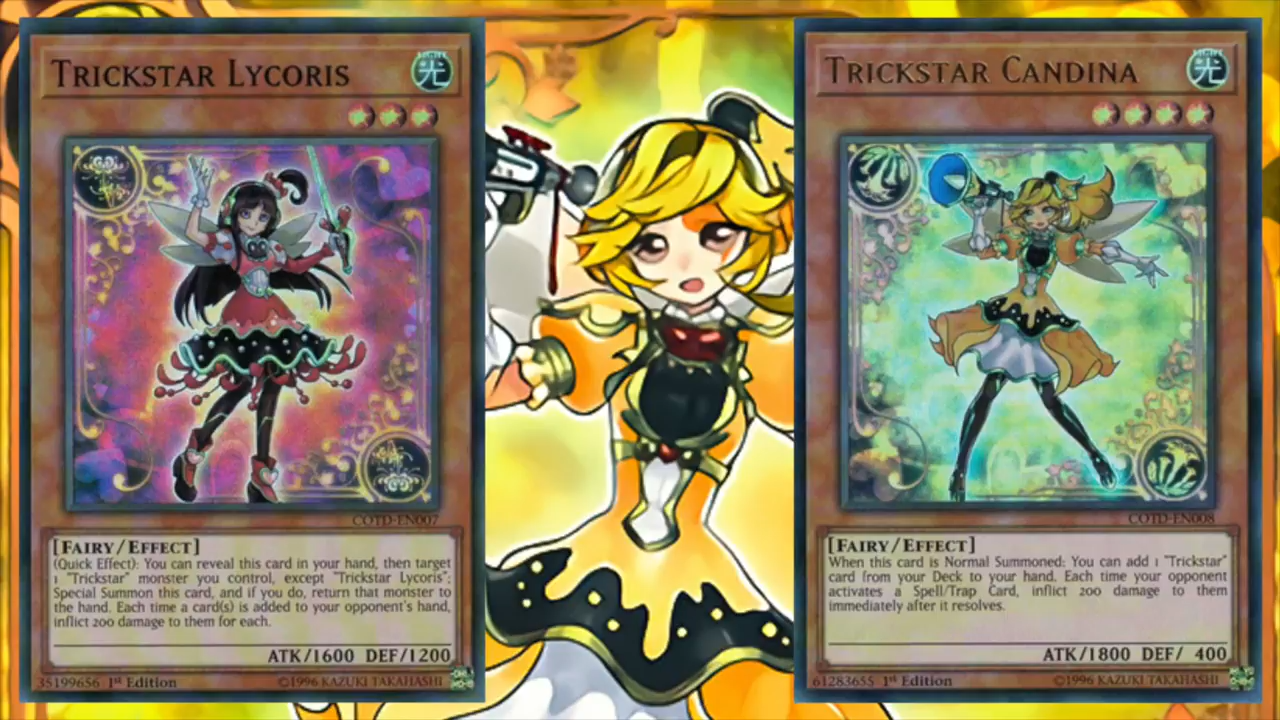 TRICKSTAR LYCORIS
光
COTD-EN007
[FAIRY/EFFECT]
(Quick Effect): You can reveal this card in your hand, then target
1 "Trickstar" monster you control, except "Trickstar Lycoris";
Special Summon this card, and if you do, return that monster to
the hand. Each time a card(s) is added to your opponent's hand,
inflict 200 damage to them for each.
ATK/1600 DEF/1200
35199656 1st Edition ©1996 KAZUKI TAKAHASHI
TRICKSTAR CANDINA
光
COTD-EN008
[FAIRY/EFFECT]
When this card is Normal Summoned: You can add 1 "Trickstar"
card from your Deck to your hand. Each time your opponent
activates a Spell/Trap Card, inflict 200 damage to them
immediately after it resolves.
ATK/1800 DEF/ 400
61283655 1st Edition ©1996 KAZUKI TAKAHASHI